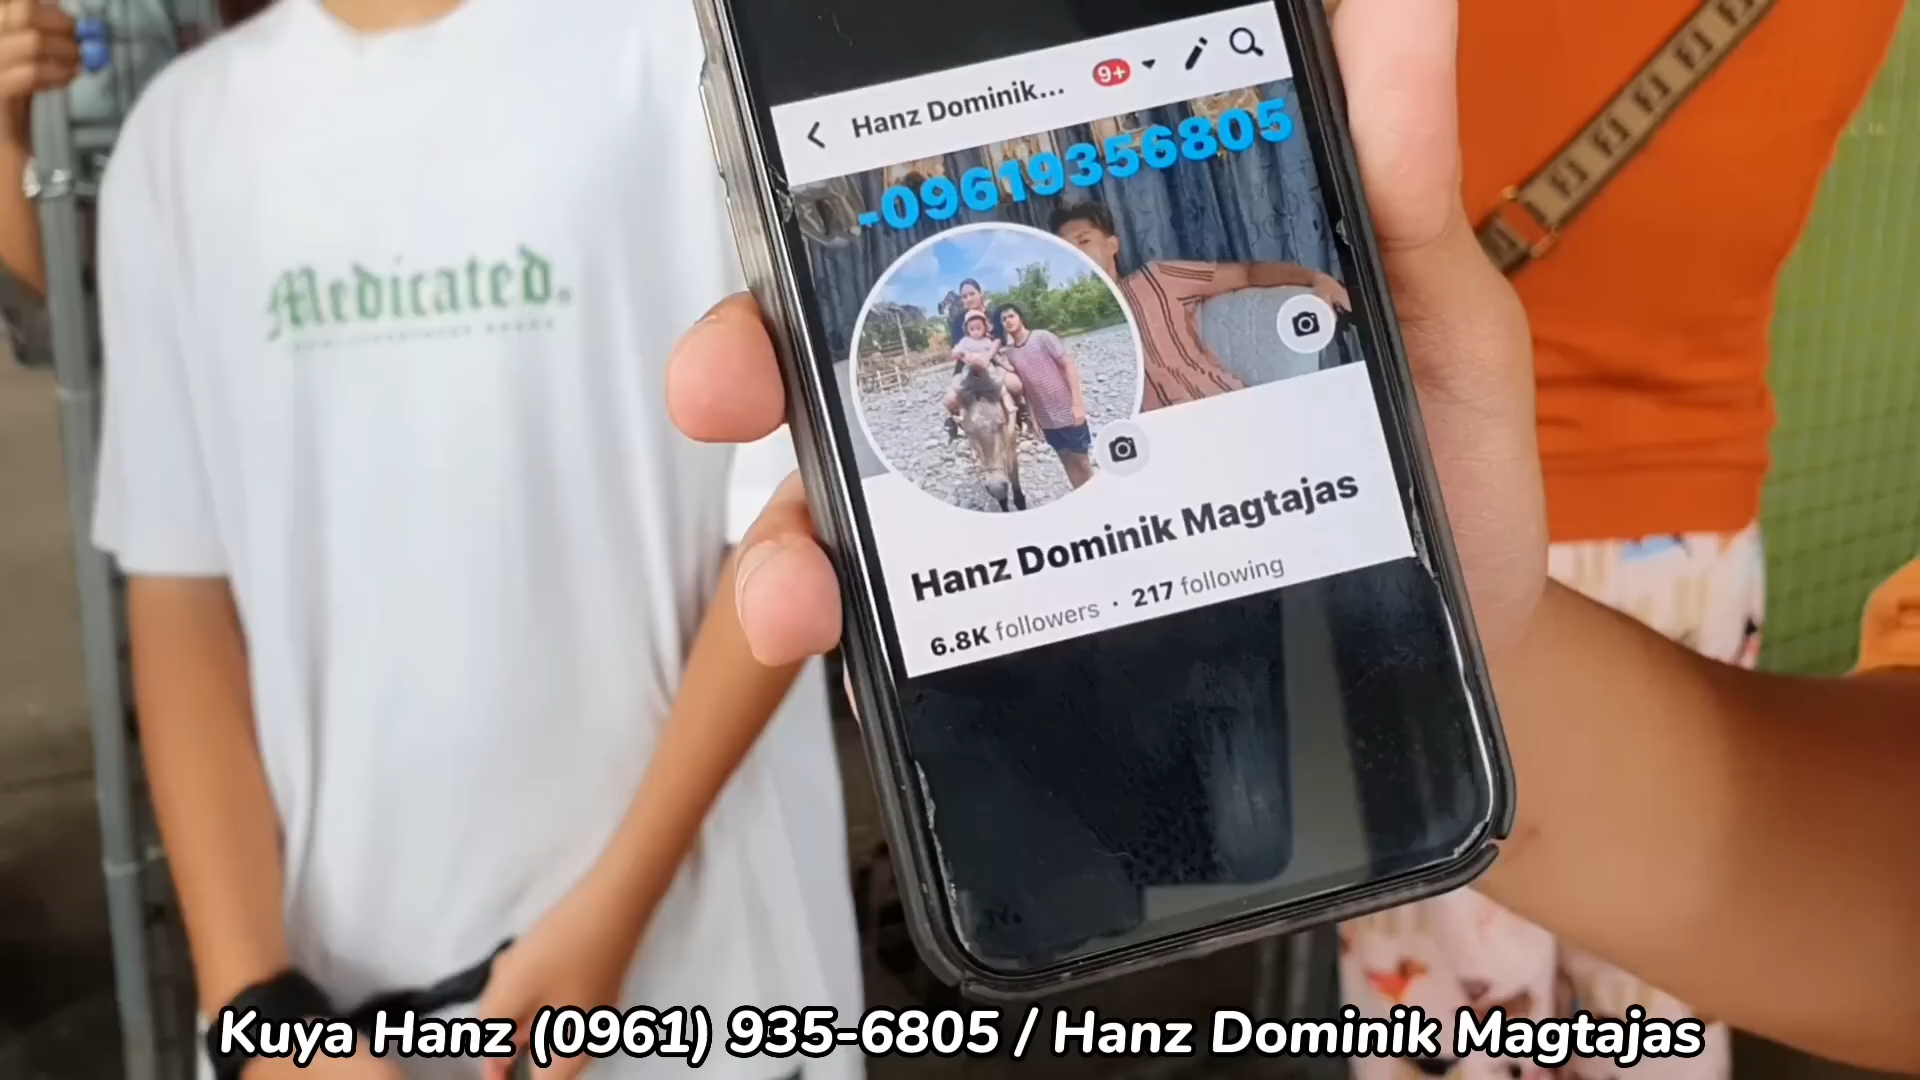 Hanz Dominik...
9+
-09619356805
Medicated.
Hanz Dominik Magtajas
6.8K followers · 217 following
Kuya Hanz (0961) 935-6805 / Hanz Dominik Magtajas